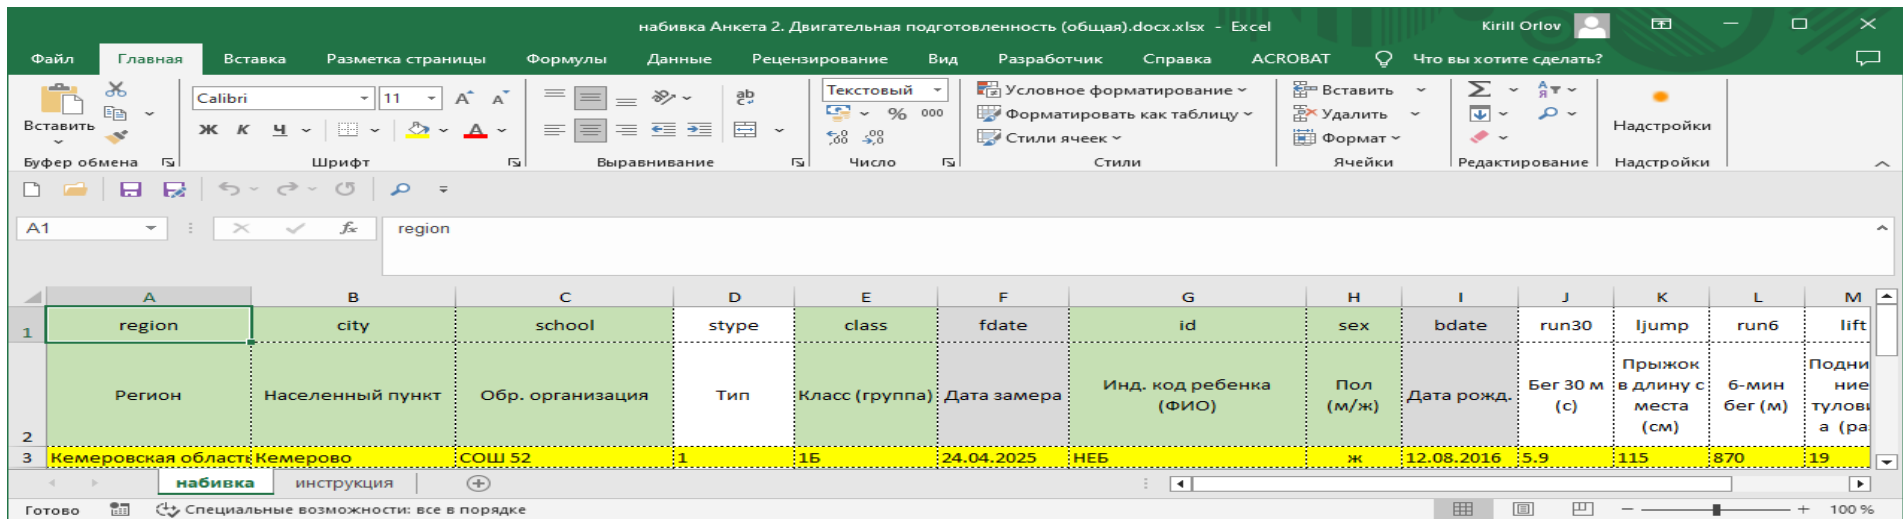 набивка Анкета 2. Двигательная подготовленность (общая).docx.xlsx - Excel Kirill Orlov
Файл Главная Вставка Разметка страницы Формулы Данные Рецензирование Вид Разработчик Справка ACROBAT Что вы хотите сделать?
Вставить
Calibri 11
Ж К Ч
Текстовый
% 000
Условное форматирование
Форматировать как таблицу
Стили ячеек
Вставить
Удалить
Формат
Надстройки
Буфер обмена Шрифт Выравнивание Число Стили Ячейки Редактирование Надстройки
A1 fx region
A B C D E F G H I J K L M
1 region city school stype class fdate id sex bdate run30 ljump run6 lift
2 Регион Населенный пункт Обр. организация Тип Класс (группа) Дата замера Инд. код ребенка (ФИО) Пол (м/ж) Дата рожд. Бег 30 м (с) Прыжок в длину с места (см) 6-мин бег (м) Подни ние тулови а (ра
3 Кемеровская област Кемерово СОШ 52 1 1Б 24.04.2025 НЕБ ж 12.08.2016 5.9 115 870 19
набивка инструкция
Готово Специальные возможности: все в порядке 100 %